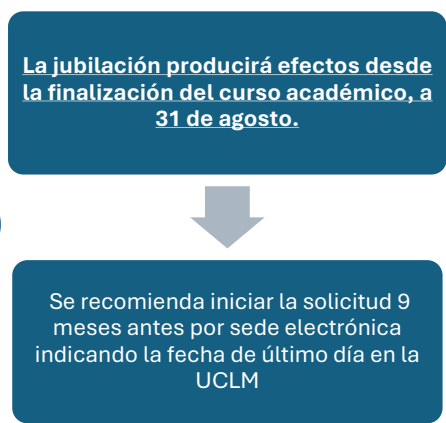 La jubilación producirá efectos desde
la finalización del curso académico, a
31 de agosto.
Se recomienda iniciar la solicitud 9
meses antes por sede electrónica
indicando la fecha de último día en la
UCLM